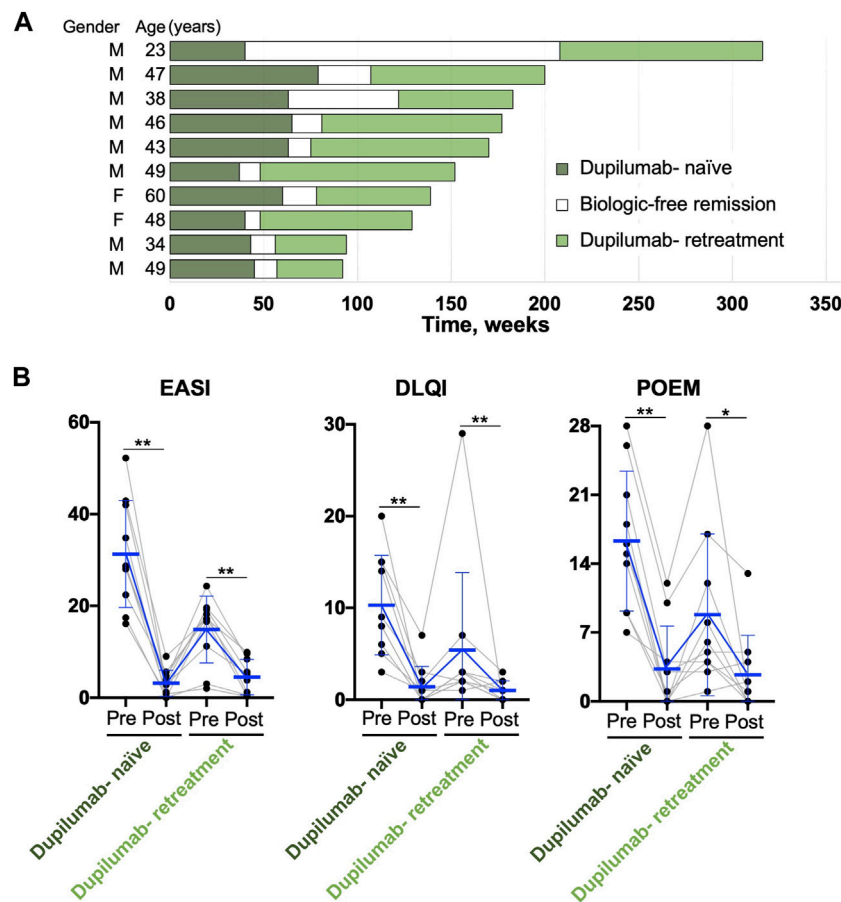 A
Gender Age (years)
M 23
M 47
M 38
M 46
M 43
M 49
F 60
F 48
M 34
M 49
Dupilumab- naïve
Biologic-free remission
Dupilumab- retreatment
0 50 100 150 200 250 300 350
Time, weeks
B
EASI DLQI POEM
60
40
20
0
** **
Pre Post Pre Post
Dupilumab- naïve
Dupilumab- retreatment
30
20
10
0
** **
Pre Post Pre Post
Dupilumab- naïve
Dupilumab- retreatment
28
21
14
7
0
** *
Pre Post Pre Post
Dupilumab- naïve
Dupilumab- retreatment